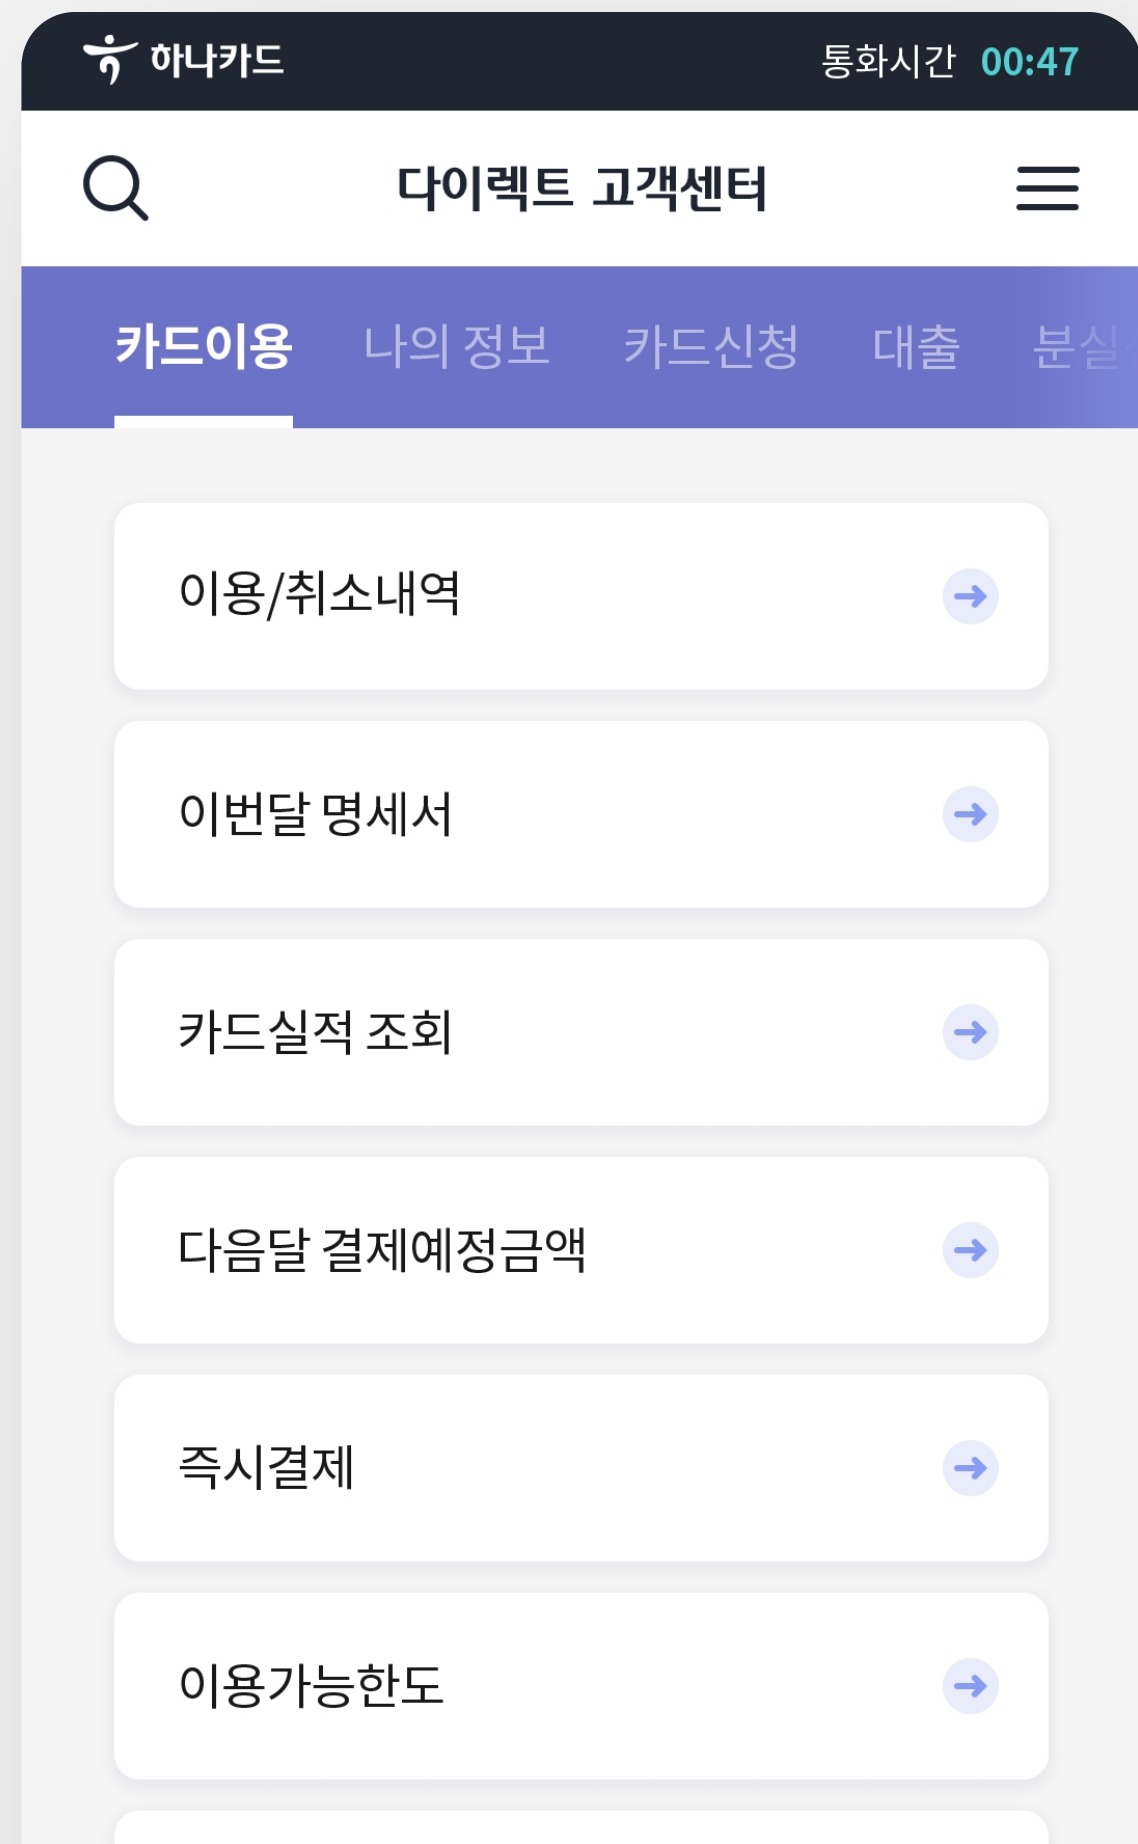 하나카드 통화시간 00:47
다이렉트 고객센터
카드이용 나의 정보 카드신청 대출 분실
이용/취소내역
이번달 명세서
카드실적 조회
다음달 결제예정금액
즉시결제
이용가능한도